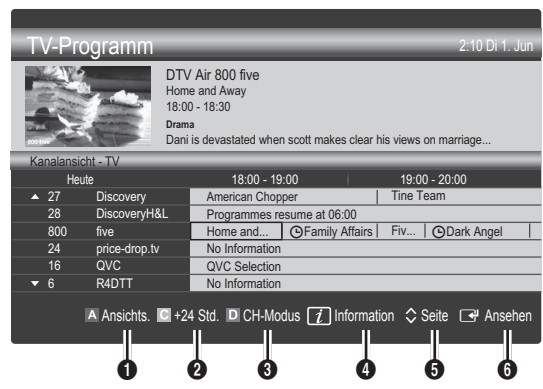 TV-Programm 2:10 Di 1. Jun
DTV Air 800 five
Home and Away
18:00 - 18:30
Drama
Dani is devastated when scott makes clear his views on marriage...
800 five
Kanalansicht - TV
Heute 18:00 - 19:00 19:00 - 20:00
▲ 27 Discovery American Chopper Tine Team
28 DiscoveryH&L Programmes resume at 06:00
800 five Home and... Family Affairs Fiv... Dark Angel
24 price-drop.tv No Information
16 QVC QVC Selection
▼ 6 R4DTT No Information
A Ansichts. C +24 Std. D CH-Modus i Information Seite Ansehen
1 2 3 4 5 6